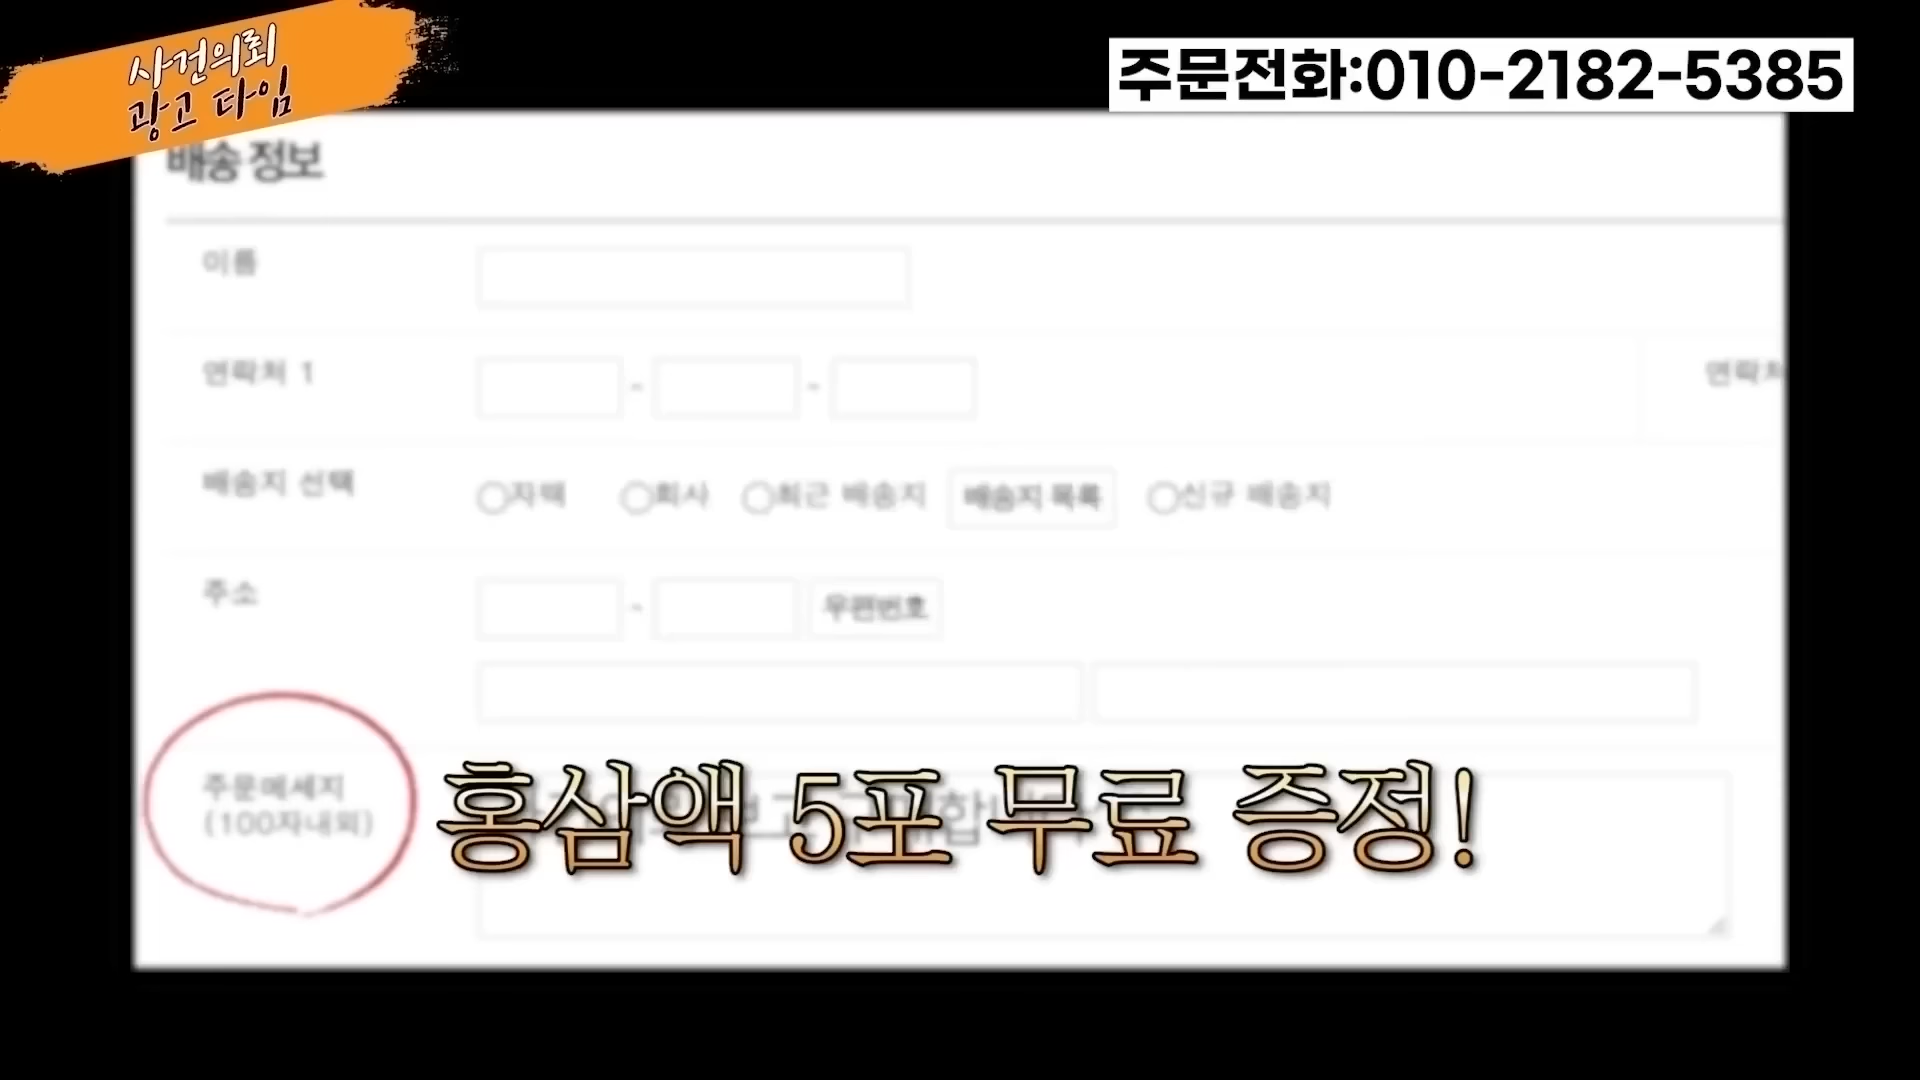 사건의뢰
광고 타임
주문전화:010-2182-5385
배송 정보
이름
연락처 1
연락처
배송지 선택
자택 회사 최근 배송지 배송지 목록 신규 배송지
주소
우편번호
주문메세지
(100자내외)
홍삼액 5포 무료 증정!